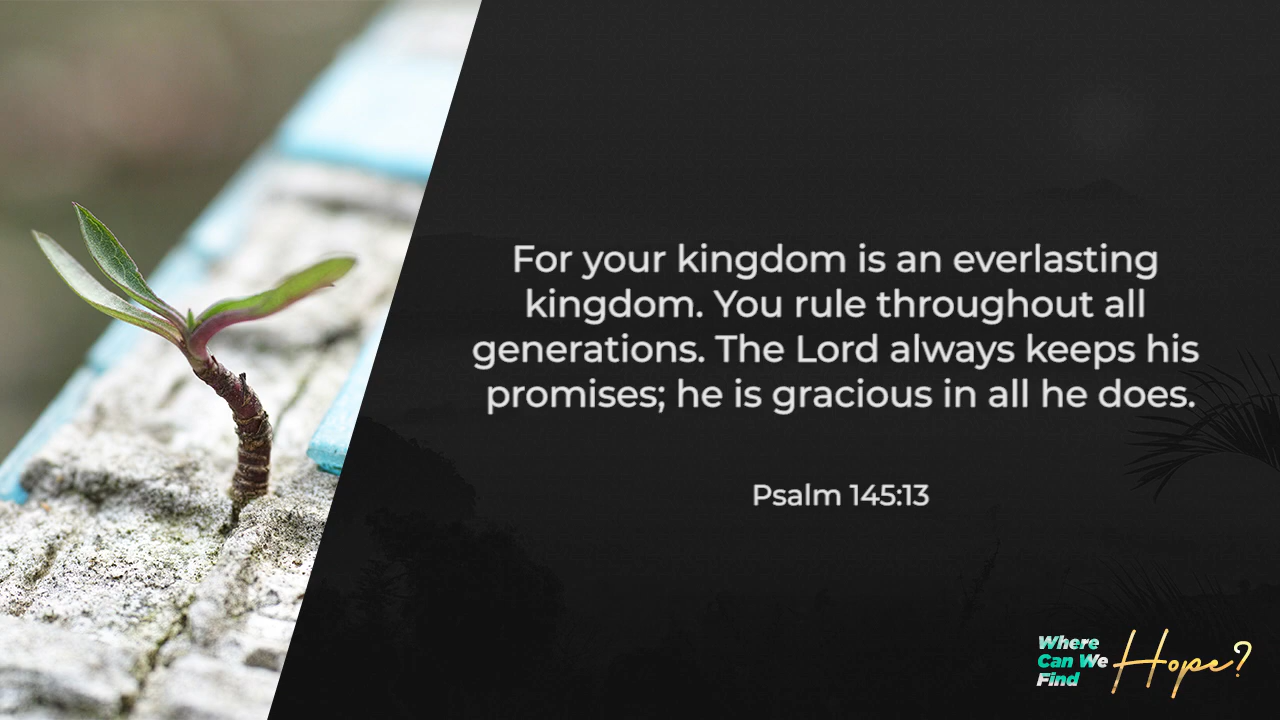 For your kingdom is an everlasting
kingdom. You rule throughout all
generations. The Lord always keeps his
promises; he is gracious in all he does.
Psalm 145:13
Where
Can We
Find
Hope?